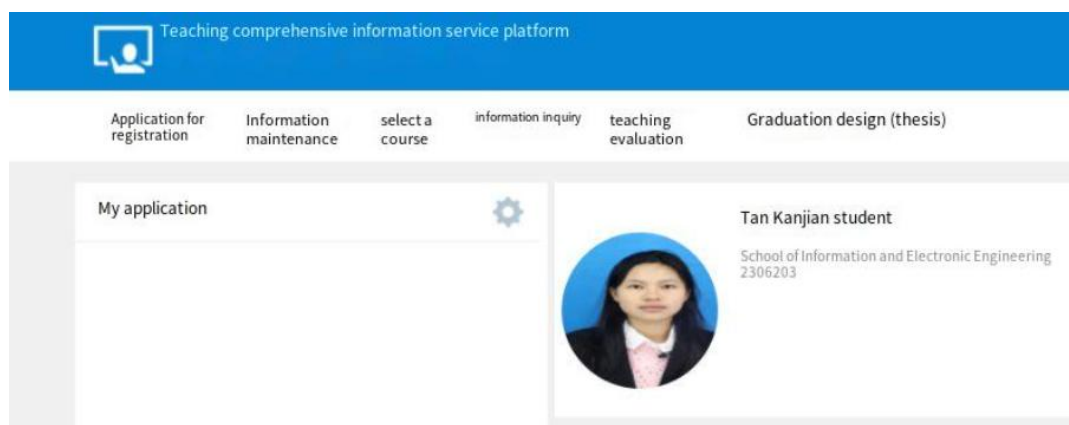 Teaching comprehensive information service platform
Application for
registration
Information
maintenance
select a
course
information inquiry
teaching
evaluation
Graduation design (thesis)
My application
Tan Kanjian student
School of Information and Electronic Engineering
2306203